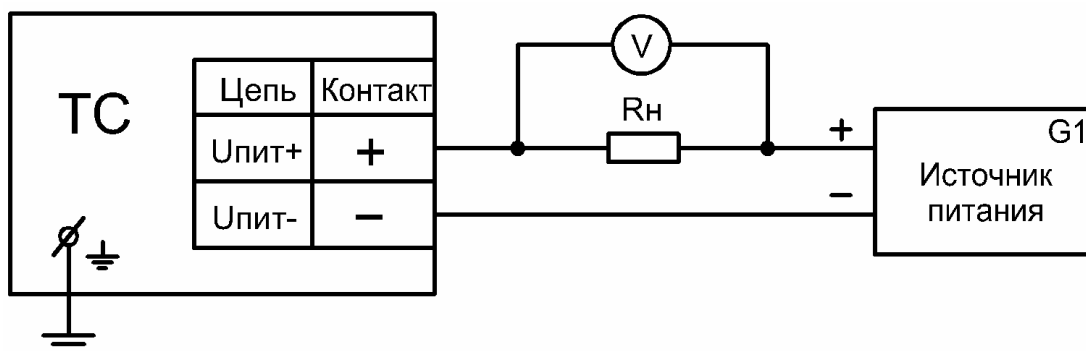 V
Цепь Контакт
Rн
ТС
Uпит+ +
+
G1
Источник
питания
Uпит- −
−